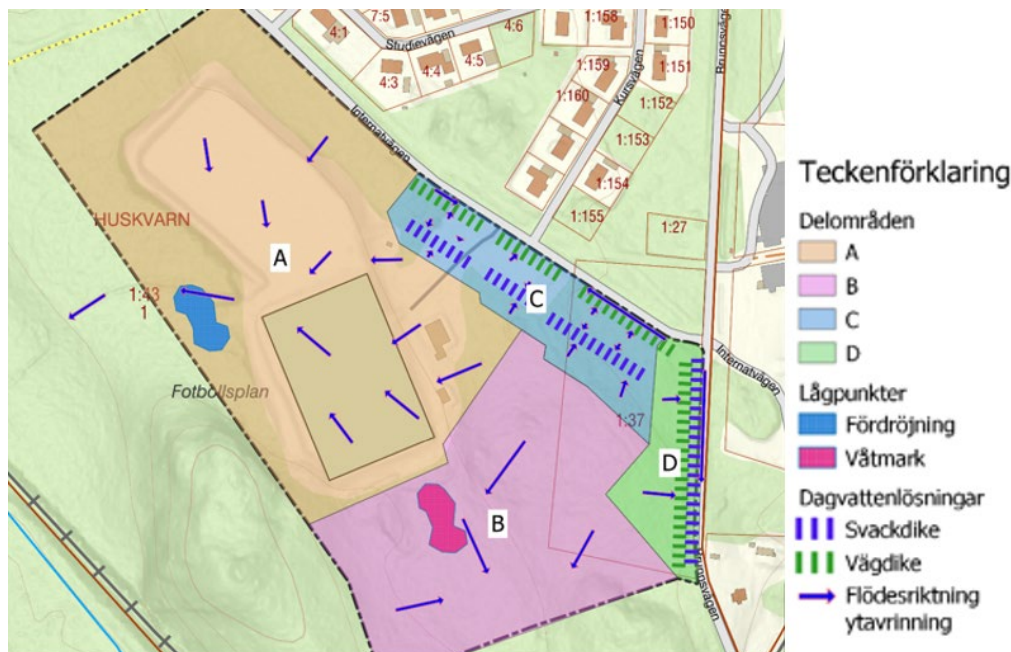 7:5
4:1
4:6
1:158
1:150
Studievägen
4:5
4:4
4:3
1:159
1:151
Brunnsvägen
Kursvägen
1:160
1:152
Internatvägen
1:153
1:154
1:155
1:27
HUSKVARN
A
1:43
1
C
Internatvägen
Fotbollsplan
1:37
D
B
Brunnsvägen
Teckenförklaring
Delområden
A
B
C
D
Lågpunkter
Fördröjning
Våtmark
Dagvattenlösningar
Svackdike
Vägdike
Flödesriktning
ytavrinning